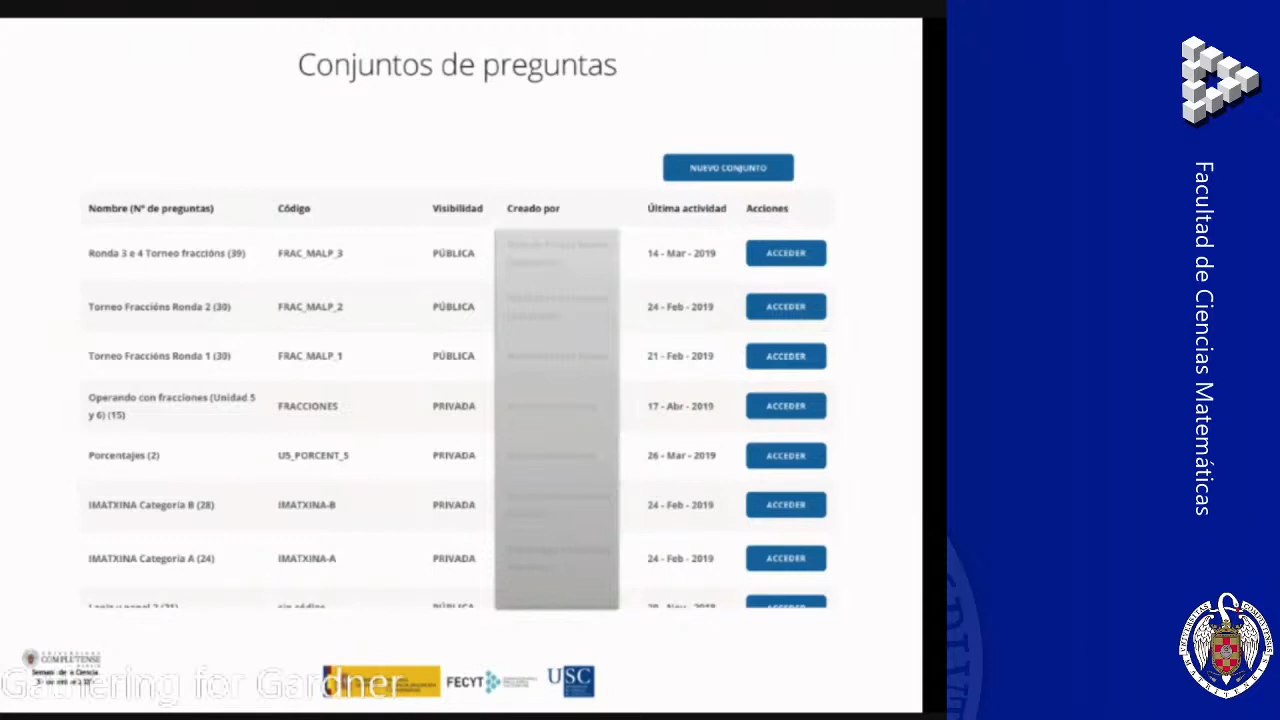 Conjuntos de preguntas
NUEVO CONJUNTO
Nombre (Nº de preguntas) Código Visibilidad Creado por Última actividad Acciones
Ronda 3 e 4 Torneo fraccións (39) FRAC_MALP_3 PÚBLICA 14 - Mar - 2019 ACCEDER
Torneo Fraccións Ronda 2 (30) FRAC_MALP_2 PÚBLICA 24 - Feb - 2019 ACCEDER
Torneo Fraccións Ronda 1 (30) FRAC_MALP_1 PÚBLICA 21 - Feb - 2019 ACCEDER
Operando con fracciones (Unidad 5
y 6) (15) FRACCIONES PRIVADA 17 - Abr - 2019 ACCEDER
Porcentajes (2) U5_PORCENT_5 PRIVADA 26 - Mar - 2019 ACCEDER
IMATXINA Categoría B (28) IMATXINA-B PRIVADA 24 - Feb - 2019 ACCEDER
IMATXINA Categoría A (24) IMATXINA-A PRIVADA 24 - Feb - 2019 ACCEDER
COMPLUTENSE
Gathering for Gardner
FECYT
USC
Facultad de Ciencias Matemáticas